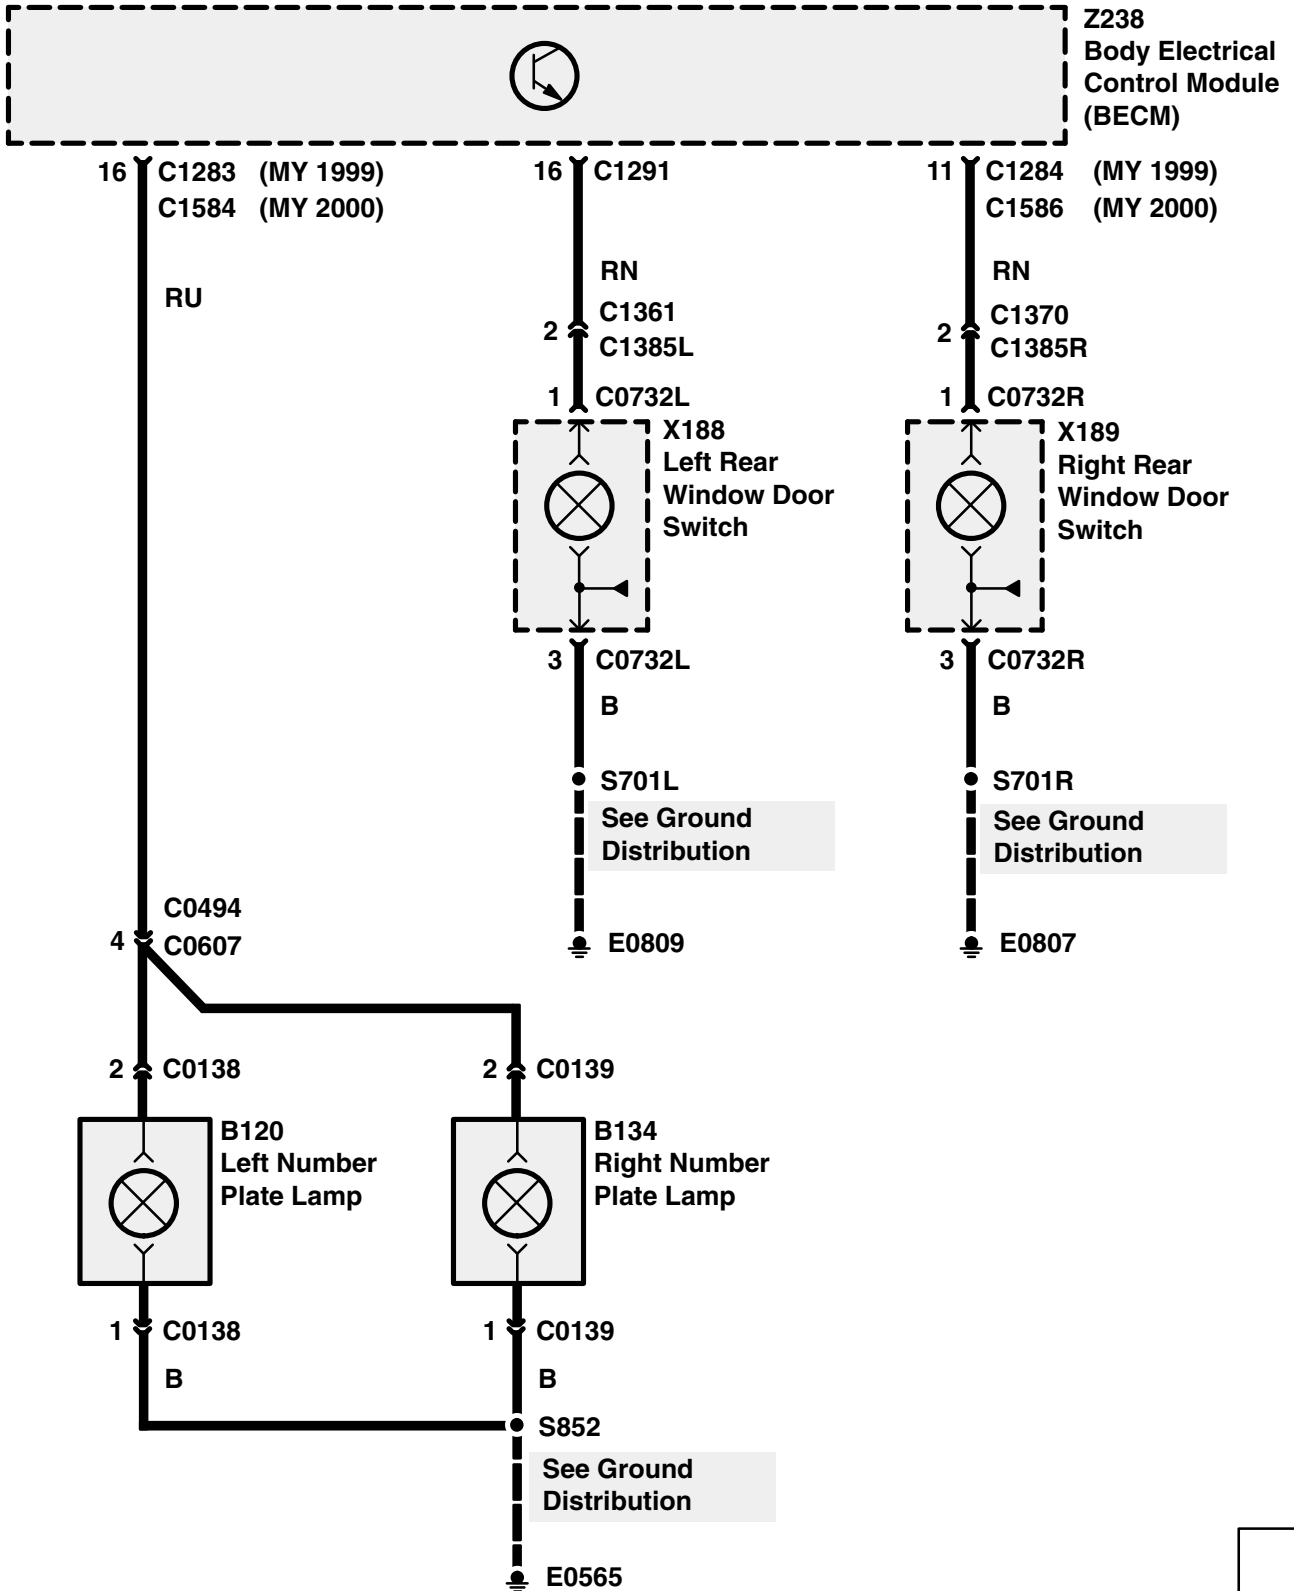 Z238
Body Electrical
Control Module
(BECM)
16 C1283 (MY 1999)
C1584 (MY 2000)
16 C1291
11 C1284 (MY 1999)
C1586 (MY 2000)
RU
RN
RN
2 C1361
C1385L
2 C1370
C1385R
1 C0732L
1 C0732R
X188
Left Rear
Window Door
Switch
X189
Right Rear
Window Door
Switch
3 C0732L
3 C0732R
B
B
S701L
S701R
See Ground
Distribution
See Ground
Distribution
E0809
E0807
C0494
4 C0607
2 C0138
2 C0139
B120
Left Number
Plate Lamp
B134
Right Number
Plate Lamp
1 C0138
1 C0139
B
B
S852
See Ground
Distribution
E0565